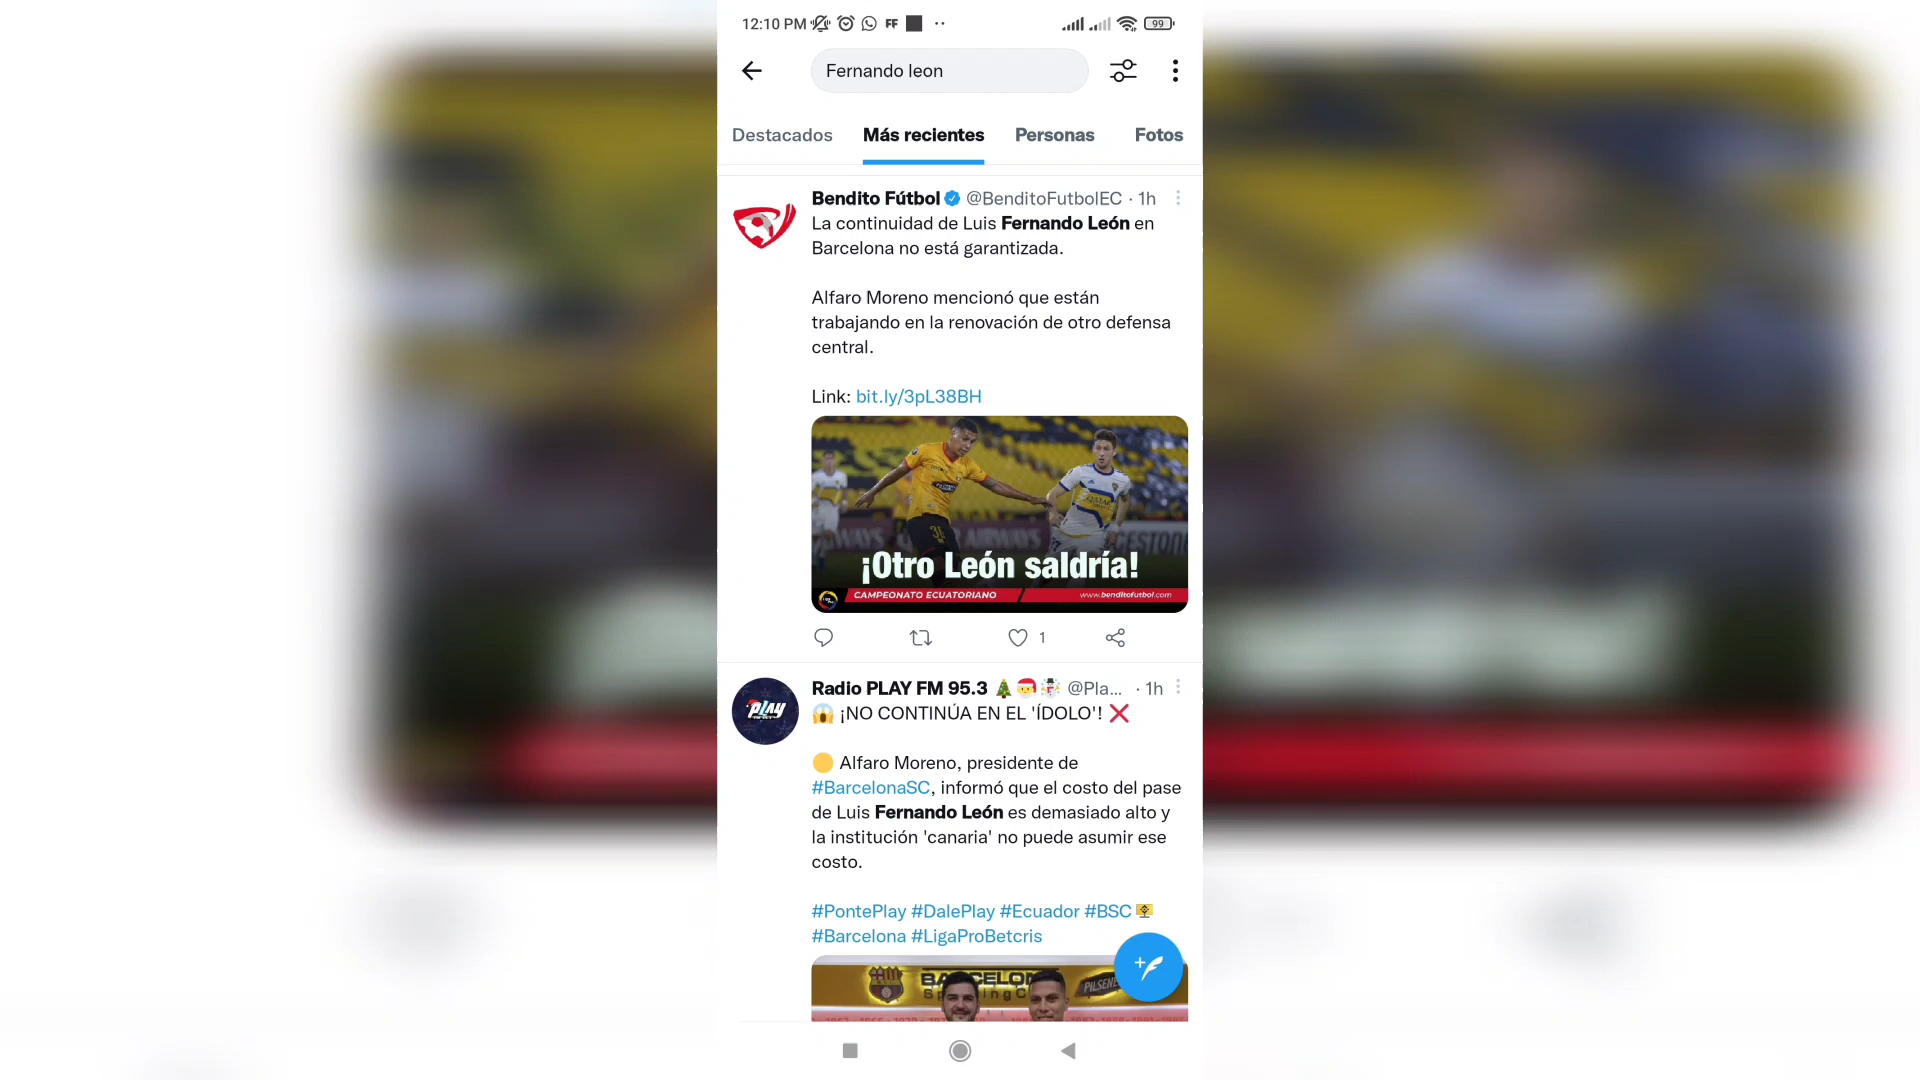 12:10 PM FF 99
Fernando leon
Destacados Más recientes Personas Fotos
Bendito Fútbol @BenditoFutbolEC · 1h
La continuidad de Luis Fernando León en
Barcelona no está garantizada.
Alfaro Moreno mencionó que están
trabajando en la renovación de otro defensa
central.
Link: bit.ly/3pL38BH
¡Otro León saldría!
CAMPEONATO ECUATORIANO www.benditofutbol.com
1
Radio PLAY FM 95.3 🎄🎅☃️ @Pla... · 1h
PLAY
😱 ¡NO CONTINÚA EN EL 'ÍDOLO'! ❌
🟡 Alfaro Moreno, presidente de
#BarcelonaSC, informó que el costo del pase
de Luis Fernando León es demasiado alto y
la institución 'canaria' no puede asumir ese
costo.
#PontePlay #DalePlay #Ecuador #BSC
#Barcelona #LigaProBetcris
PILSENE